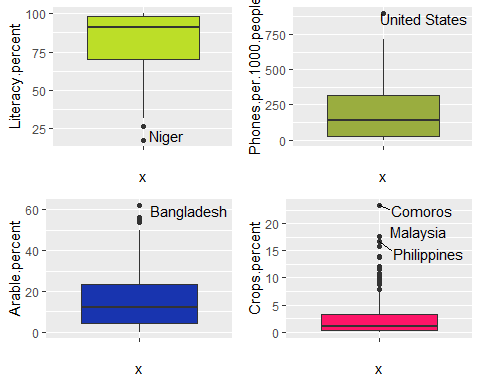 Literacy.percent
100
75
50
25
Niger
x
Phones.per.1000.people
750
500
250
0
United States
x
Arable.percent
60
40
20
0
Bangladesh
x
Crops.percent
20
15
10
5
0
Comoros
Malaysia
Philippines
x